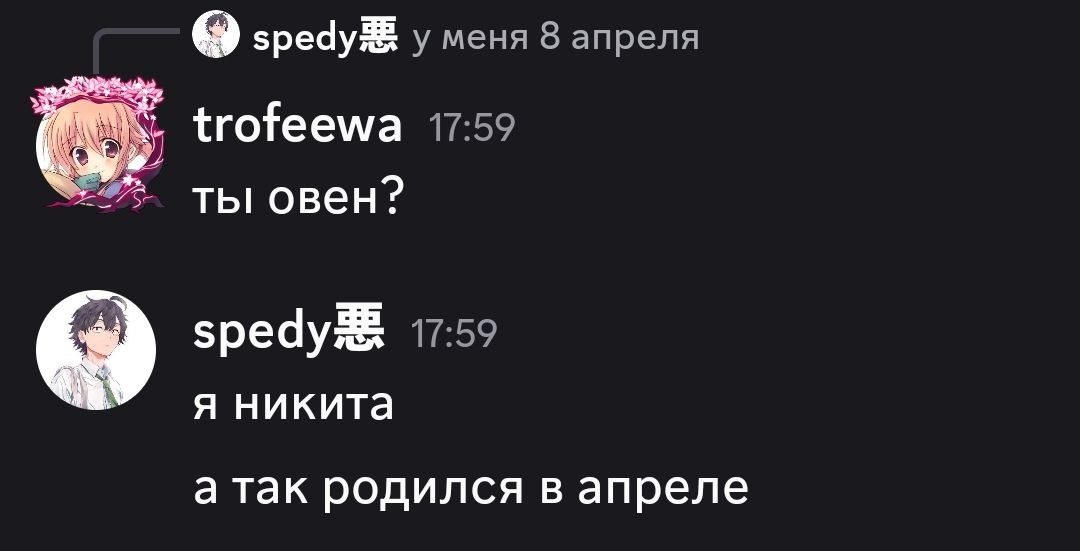 spedy悪 у меня 8 апреля
trofeewa 17:59
ты овен?
spedy悪 17:59
я никита
а так родился в апреле